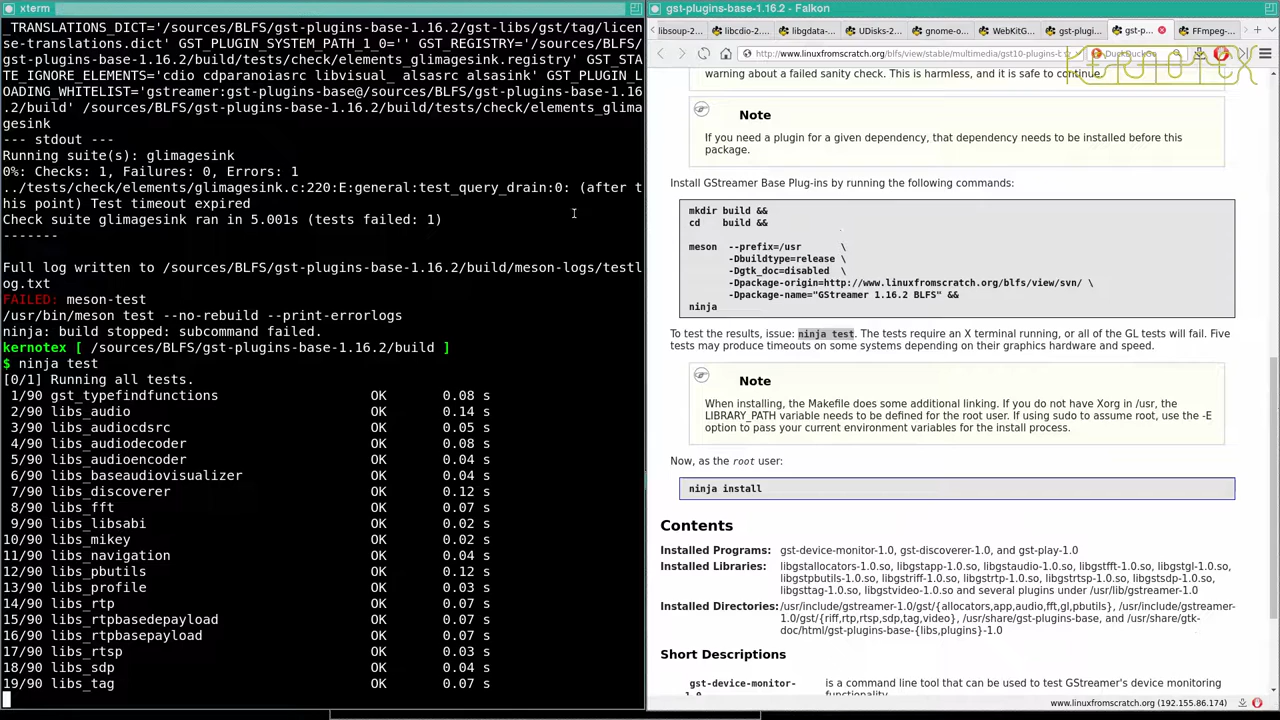 xterm
_TRANSLATIONS_DICT='/sources/BLFS/gst-plugins-base-1.16.2/gst-libs/gst/tag/licen
se-translations.dict' GST_PLUGIN_SYSTEM_PATH_1_0='' GST_REGISTRY='/sources/BLFS/
gst-plugins-base-1.16.2/build/tests/check/elements_glimagesink.registry' GST_STA
TE_IGNORE_ELEMENTS='cdio cdparanoiasrc libvisual_ alsasrc alsasink' GST_PLUGIN_L
OADING_WHITELIST='gstreamer:gst-plugins-base@/sources/BLFS/gst-plugins-base-1.16
.2/build' /sources/BLFS/gst-plugins-base-1.16.2/build/tests/check/elements_glima
gesink
--- stdout ---
Running suite(s): glimagesink
0%: Checks: 1, Failures: 0, Errors: 1
../tests/check/elements/glimagesink.c:220:E:general:test_query_drain:0: (after t
his point) Test timeout expired
Check suite glimagesink ran in 5.001s (tests failed: 1)
-------
Full log written to /sources/BLFS/gst-plugins-base-1.16.2/build/meson-logs/testl
og.txt
FAILED: meson-test
/usr/bin/meson test --no-rebuild --print-errorlogs
ninja: build stopped: subcommand failed.
kernotex [ /sources/BLFS/gst-plugins-base-1.16.2/build ]
$ ninja test
[0/1] Running all tests.
1/90 gst_typefindfunctions OK 0.08 s
2/90 libs_audio OK 0.14 s
3/90 libs_audiocdsrc OK 0.05 s
4/90 libs_audiodecoder OK 0.08 s
5/90 libs_audioencoder OK 0.04 s
6/90 libs_baseaudiovisualizer OK 0.04 s
7/90 libs_discoverer OK 0.12 s
8/90 libs_fft OK 0.07 s
9/90 libs_libsabi OK 0.02 s
10/90 libs_mikey OK 0.02 s
11/90 libs_navigation OK 0.04 s
12/90 libs_pbutils OK 0.12 s
13/90 libs_profile OK 0.03 s
14/90 libs_rtp OK 0.07 s
15/90 libs_rtpbasedepayload OK 0.07 s
16/90 libs_rtpbasepayload OK 0.07 s
17/90 libs_rtsp OK 0.03 s
18/90 libs_sdp OK 0.04 s
19/90 libs_tag OK 0.07 s
gst-plugins-base-1.16.2 - Falkon
libsoup-2... libcdio-2... libgdata-... UDisks-2... gnome-o... WebKitG... gst-plugi... gst-p... FFmpeg-...
http://www.linuxfromscratch.org/blfs/view/stable/multimedia/gst10-plugins-b
KERNOTEX
warning about a failed sanity check. This is harmless, and it is safe to continue.
Note
If you need a plugin for a given dependency, that dependency needs to be installed before this
package.
Install GStreamer Base Plug-ins by running the following commands:
mkdir build &&
cd build &&
meson --prefix=/usr \
-Dbuildtype=release \
-Dgtk_doc=disabled \
-Dpackage-origin=http://www.linuxfromscratch.org/blfs/view/svn/ \
-Dpackage-name="GStreamer 1.16.2 BLFS" &&
ninja
To test the results, issue: ninja test. The tests require an X terminal running, or all of the GL tests will fail. Five
tests may produce timeouts on some systems depending on their graphics hardware and speed.
Note
When installing, the Makefile does some additional linking. If you do not have Xorg in /usr, the
LIBRARY_PATH variable needs to be defined for the root user. If using sudo to assume root, use the -E
option to pass your current environment variables for the install process.
Now, as the root user:
ninja install
Contents
Installed Programs: gst-device-monitor-1.0, gst-discoverer-1.0, and gst-play-1.0
Installed Libraries: libgstallocators-1.0.so, libgstapp-1.0.so, libgstaudio-1.0.so, libgstfft-1.0.so, libgstgl-1.0.so,
libgstpbutils-1.0.so, libgstriff-1.0.so, libgstrtp-1.0.so, libgstrtsp-1.0.so, libgstsdp-1.0.so,
libgsttag-1.0.so, libgstvideo-1.0.so and several plugins under /usr/lib/gstreamer-1.0
Installed Directories: /usr/include/gstreamer-1.0/gst/{allocators,app,audio,fft,gl,pbutils}, /usr/include/gstreamer-
1.0/gst/{riff,rtp,rtsp,sdp,tag,video}, /usr/share/gst-plugins-base, and /usr/share/gtk-
doc/html/gst-plugins-base-{libs,plugins}-1.0
Short Descriptions
gst-device-monitor- is a command line tool that can be used to test GStreamer's device monitoring
functionality.
www.linuxfromscratch.org (192.155.86.174)